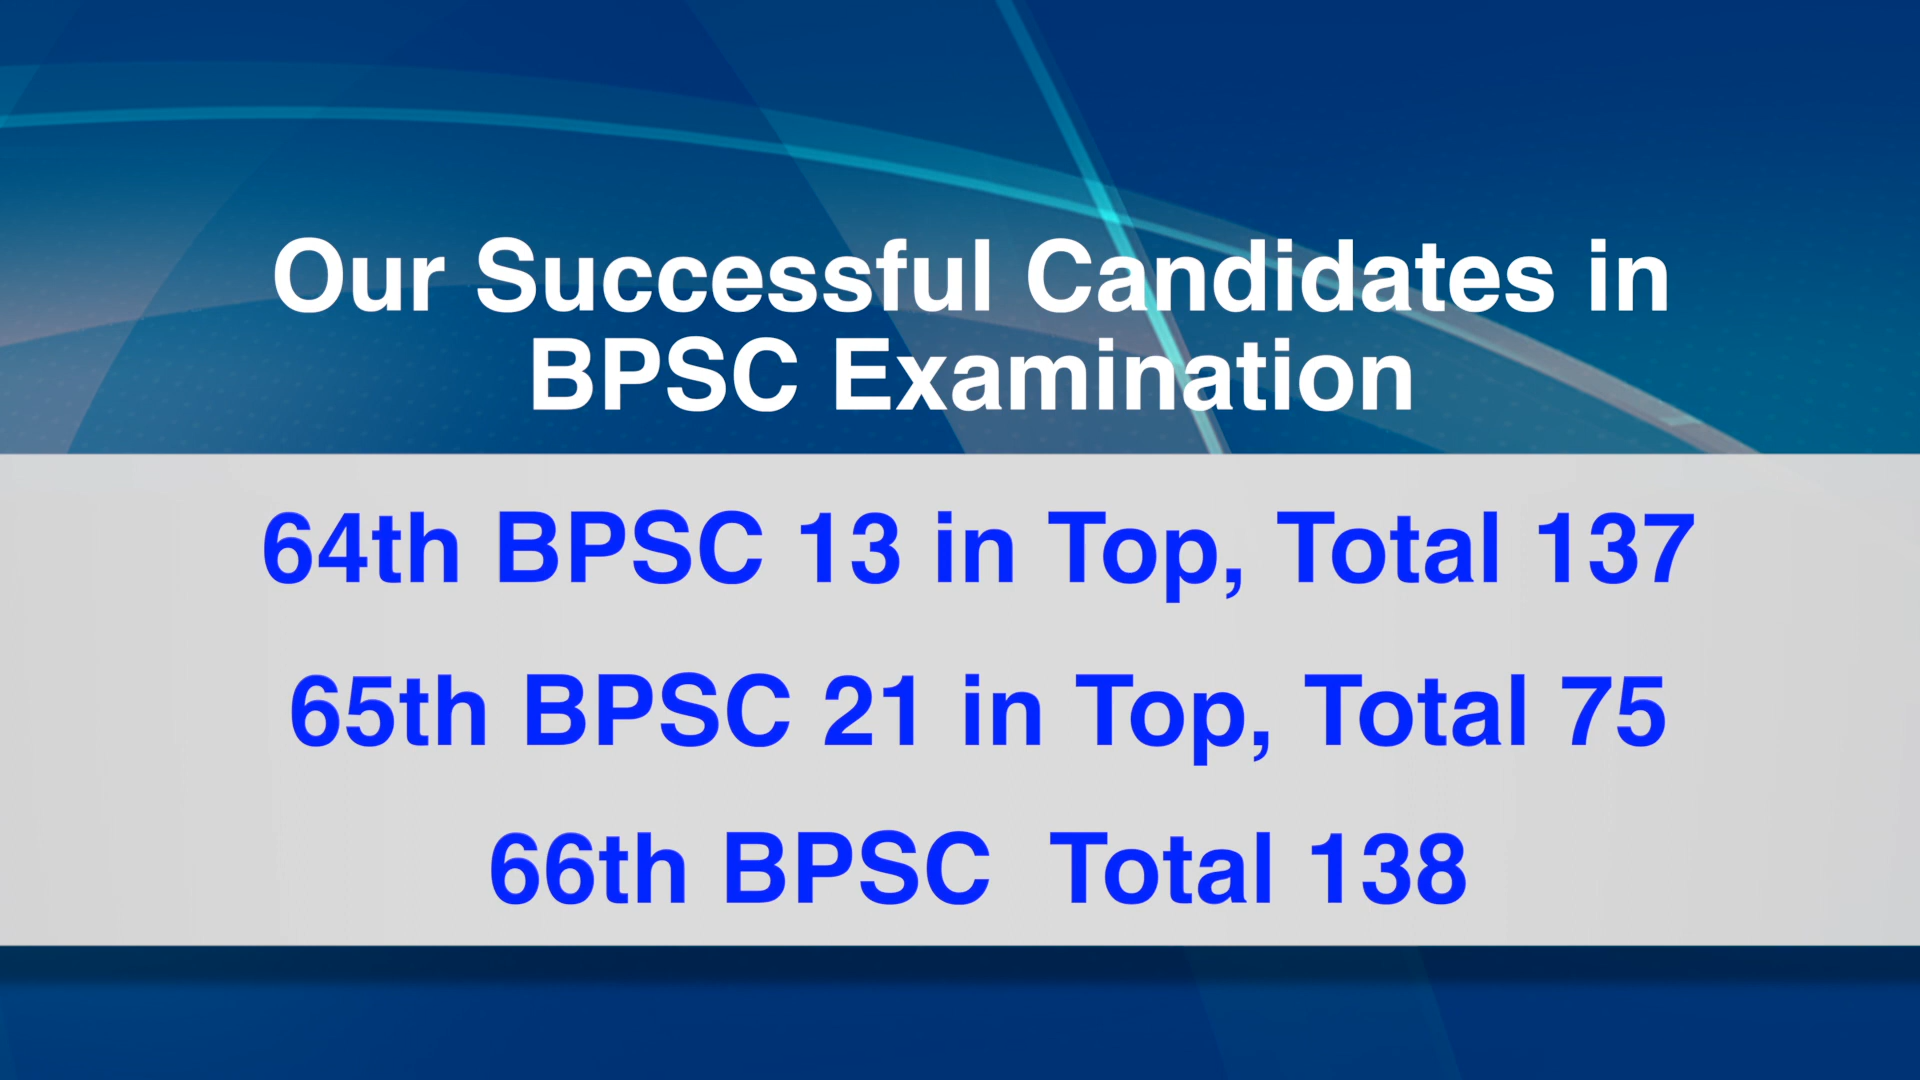 Our Successful Candidates in
BPSC Examination
64th BPSC 13 in Top, Total 137
65th BPSC 21 in Top, Total 75
66th BPSC  Total 138